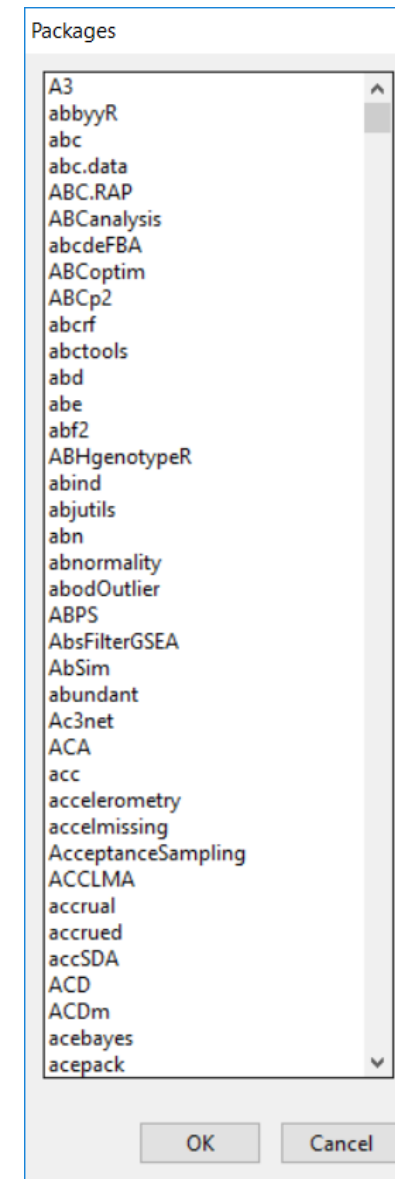 Packages
A3
abbyyR
abc
abc.data
ABC.RAP
ABCanalysis
abcdeFBA
ABCoptim
ABCp2
abcrf
abctools
abd
abe
abf2
ABHgenotypeR
abind
abjutils
abn
abnormality
abodOutlier
ABPS
AbsFilterGSEA
AbSim
abundant
Ac3net
ACA
acc
accelerometry
accelmissing
AcceptanceSampling
ACCLMA
accrual
accrued
accSDA
ACD
ACDm
acebayes
acepack
OK Cancel